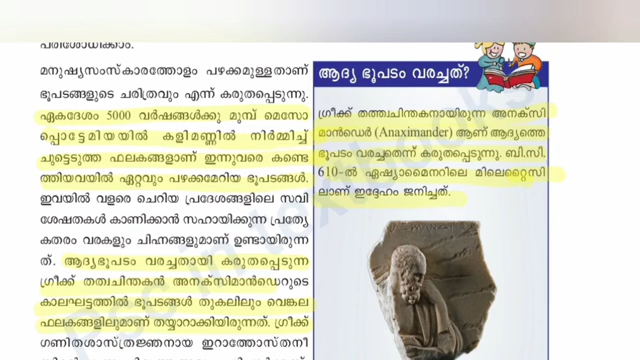 പരിശോധിക്കാം.
മനുഷ്യസംസ്കാരത്തോളം പഴക്കമുള്ളതാണ്
ഭൂപടങ്ങളുടെ ചരിത്രവും എന്ന് കരുതപ്പെടുന്നു.
ഏകദേശം 5000 വർഷങ്ങൾക്കു മുമ്പ് മെസോ
പ്പൊട്ടേമിയയിൽ കളിമണ്ണിൽ നിർമ്മിച്ച്
ചുട്ടെടുത്ത ഫലകങ്ങളാണ് ഇന്നുവരെ കണ്ടെ
ത്തിയവയിൽ ഏറ്റവും പഴക്കമേറിയ ഭൂപടങ്ങൾ.
ഇവയിൽ വളരെ ചെറിയ പ്രദേശങ്ങളിലെ സവി
ശേഷതകൾ കാണിക്കാൻ സഹായിക്കുന്ന പ്രത്യേ
കതരം വരകളും ചിഹ്നങ്ങളുമാണ് ഉണ്ടായിരുന്ന
ത്. ആദ്യഭൂപടം വരച്ചതായി കരുതപ്പെടുന്ന
ഗ്രീക്ക് തത്വചിന്തകൻ അനക്സിമാൻഡെറുടെ
കാലഘട്ടത്തിൽ ഭൂപടങ്ങൾ തുകലിലും വെങ്കല
ഫലകങ്ങളിലുമാണ് തയ്യാറാക്കിയിരുന്നത്. ഗ്രീക്ക്
ഗണിതശാസ്ത്രജ്ഞനായ ഇറാത്തോസ്തനീ
ആദ്യ ഭൂപടം വരച്ചത്?
ഗ്രീക്ക് തത്ത്വചിന്തകനായിരുന്ന അനക്സി
മാൻഡെർ (Anaximander) ആണ് ആദ്യത്തെ
ഭൂപടം വരച്ചതെന്ന് കരുതപ്പെടുന്നു. ബി.സി.
610-ൽ ഏഷ്യാമൈനറിലെ മിലെറ്റൈസി
ലാണ് ഇദ്ദേഹം ജനിച്ചത്.